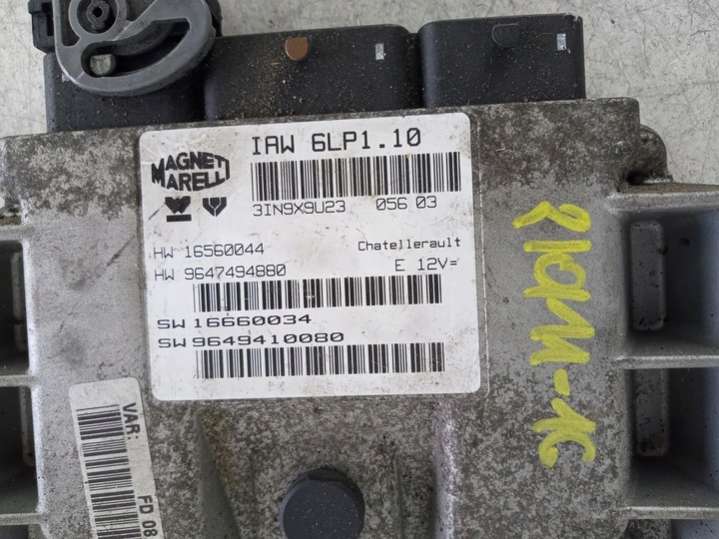 IAW 6LP1.10
MAGNETI
MARELLI
3IN9X9U23 056 03
HW 16560044 Chatellerault
HW 9647494880 E 12V=
SW 16660034
SW 9649410080
VAR:
FD 08